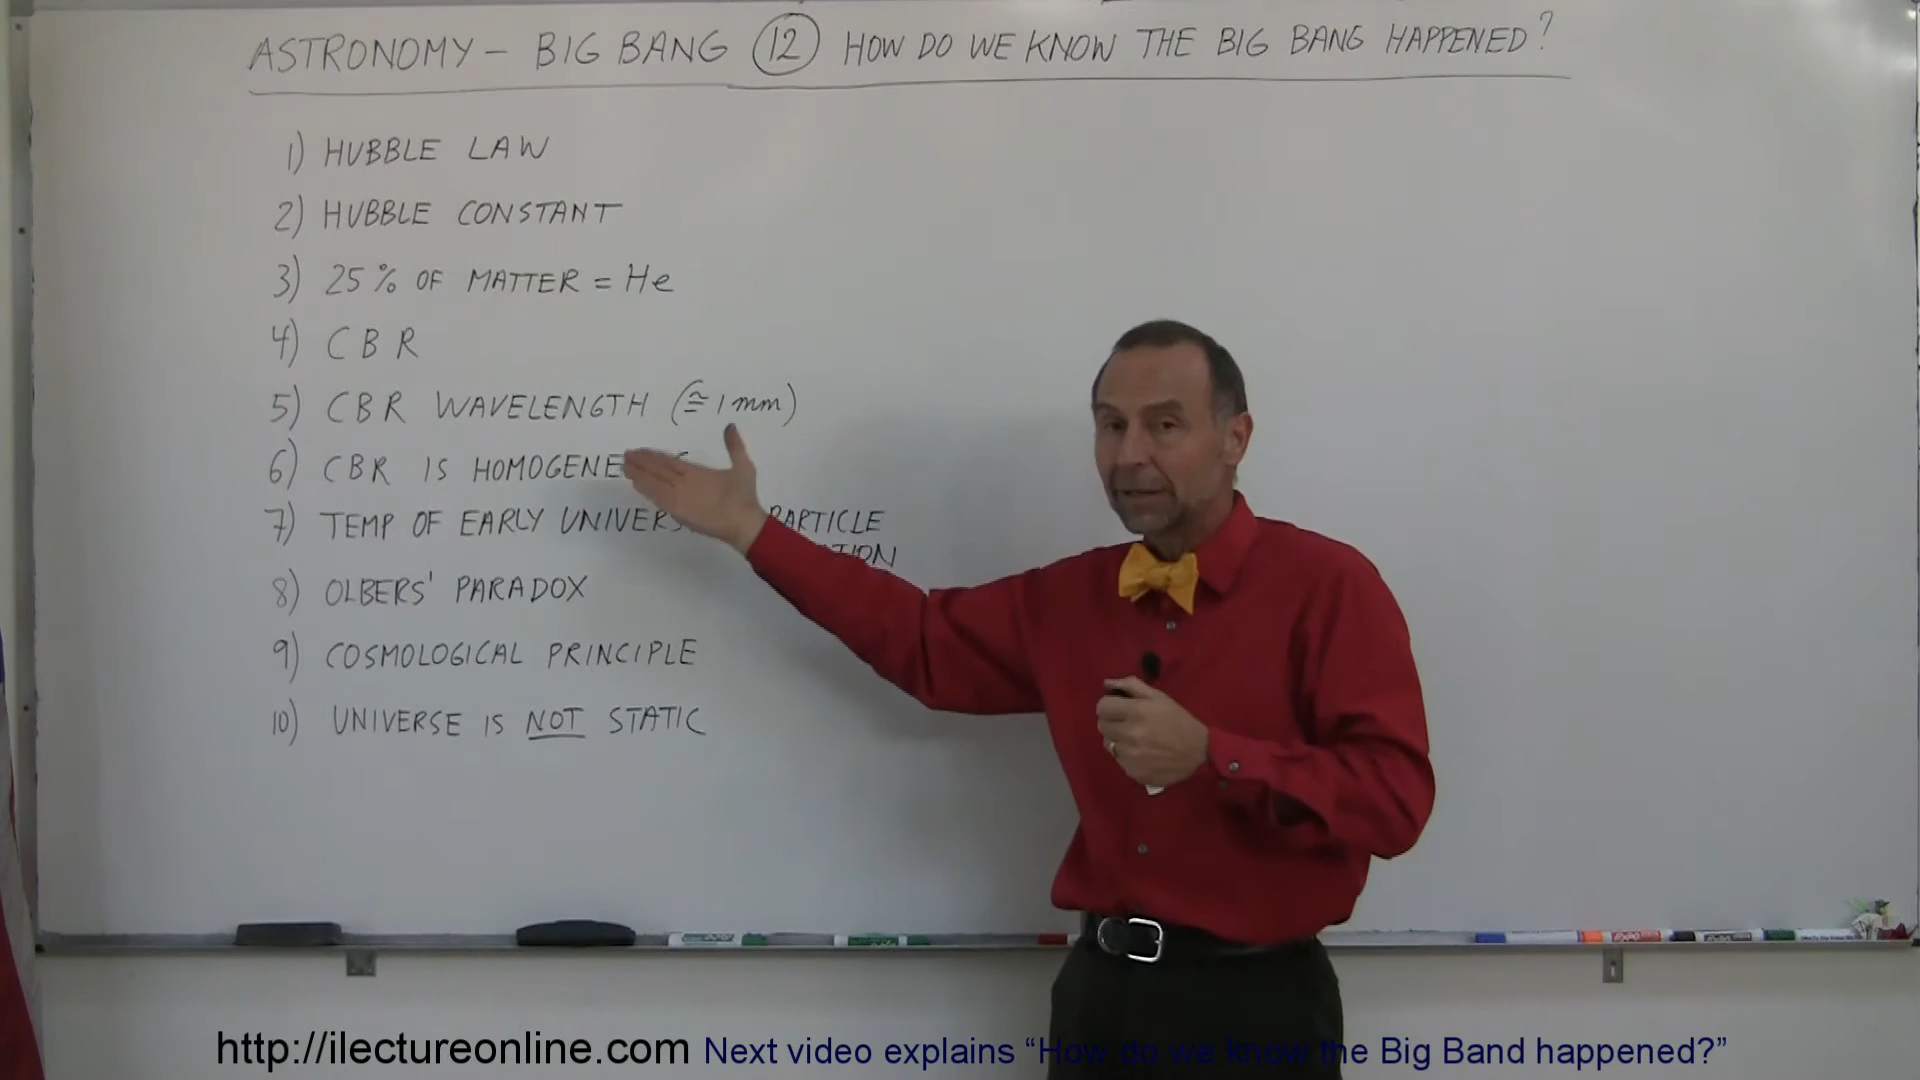 ASTRONOMY - BIG BANG 12 HOW DO WE KNOW THE BIG BANG HAPPENED?
1) HUBBLE LAW
2) HUBBLE CONSTANT
3) 25% OF MATTER = He
4) CBR
5) CBR WAVELENGTH (≅ 1mm)
6) CBR IS
7) TEMP OF EARLY PARTICLE
8) OLBERS' PARADOX
9) COSMOLOGICAL PRINCIPLE
10) UNIVERSE IS NOT STATIC
http://ilectureonline.com Next video explains “How do we know the Big Band happened?”